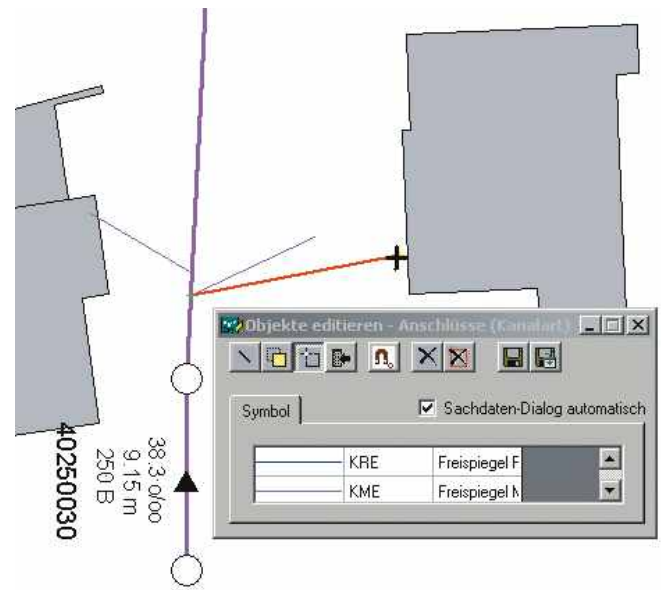 Objekte editieren - Anschlüsse (Kanalart)
Symbol
Sachdaten-Dialog automatisch
KRE Freispiegel F
KME Freispiegel M
38.3 o/oo
9.15 m
250 B
40250030